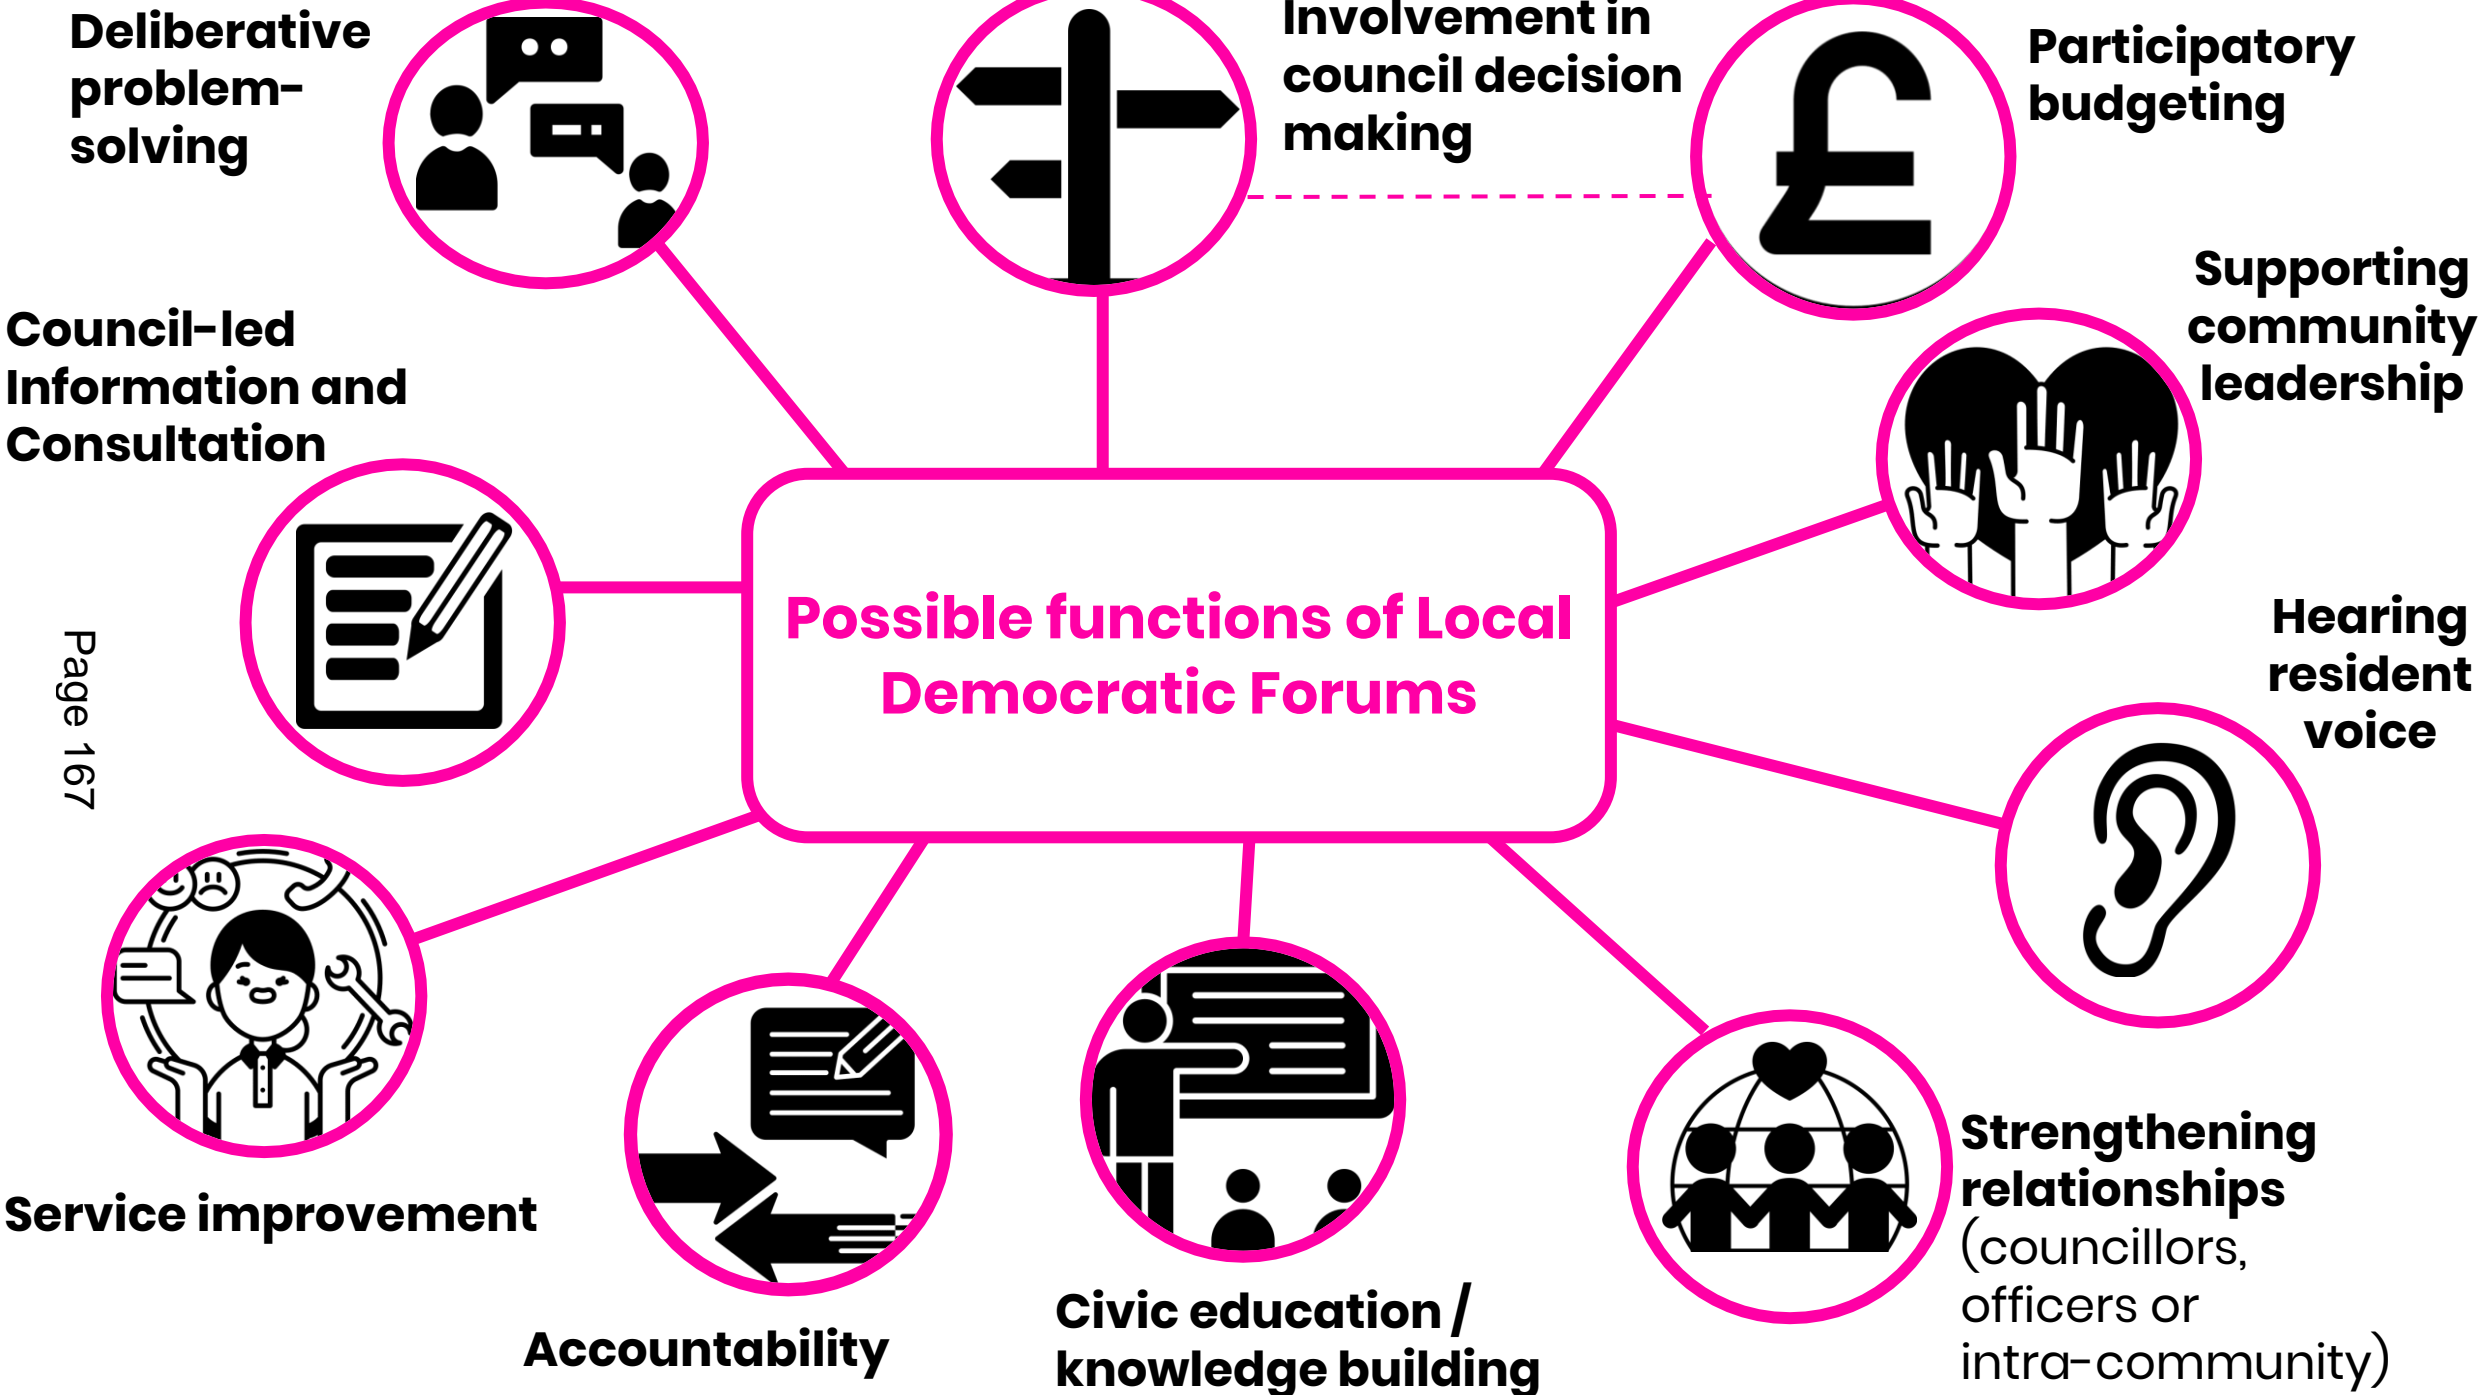 Deliberative
problem-
solving
Involvement in
council decision
making
Participatory
budgeting
Supporting
community
leadership
Council-led
Information and
Consultation
Possible functions of Local
Democratic Forums
Hearing
resident
voice
Page 167
Service improvement
Accountability
Civic education /
knowledge building
Strengthening
relationships
(councillors,
officers or
intra-community)